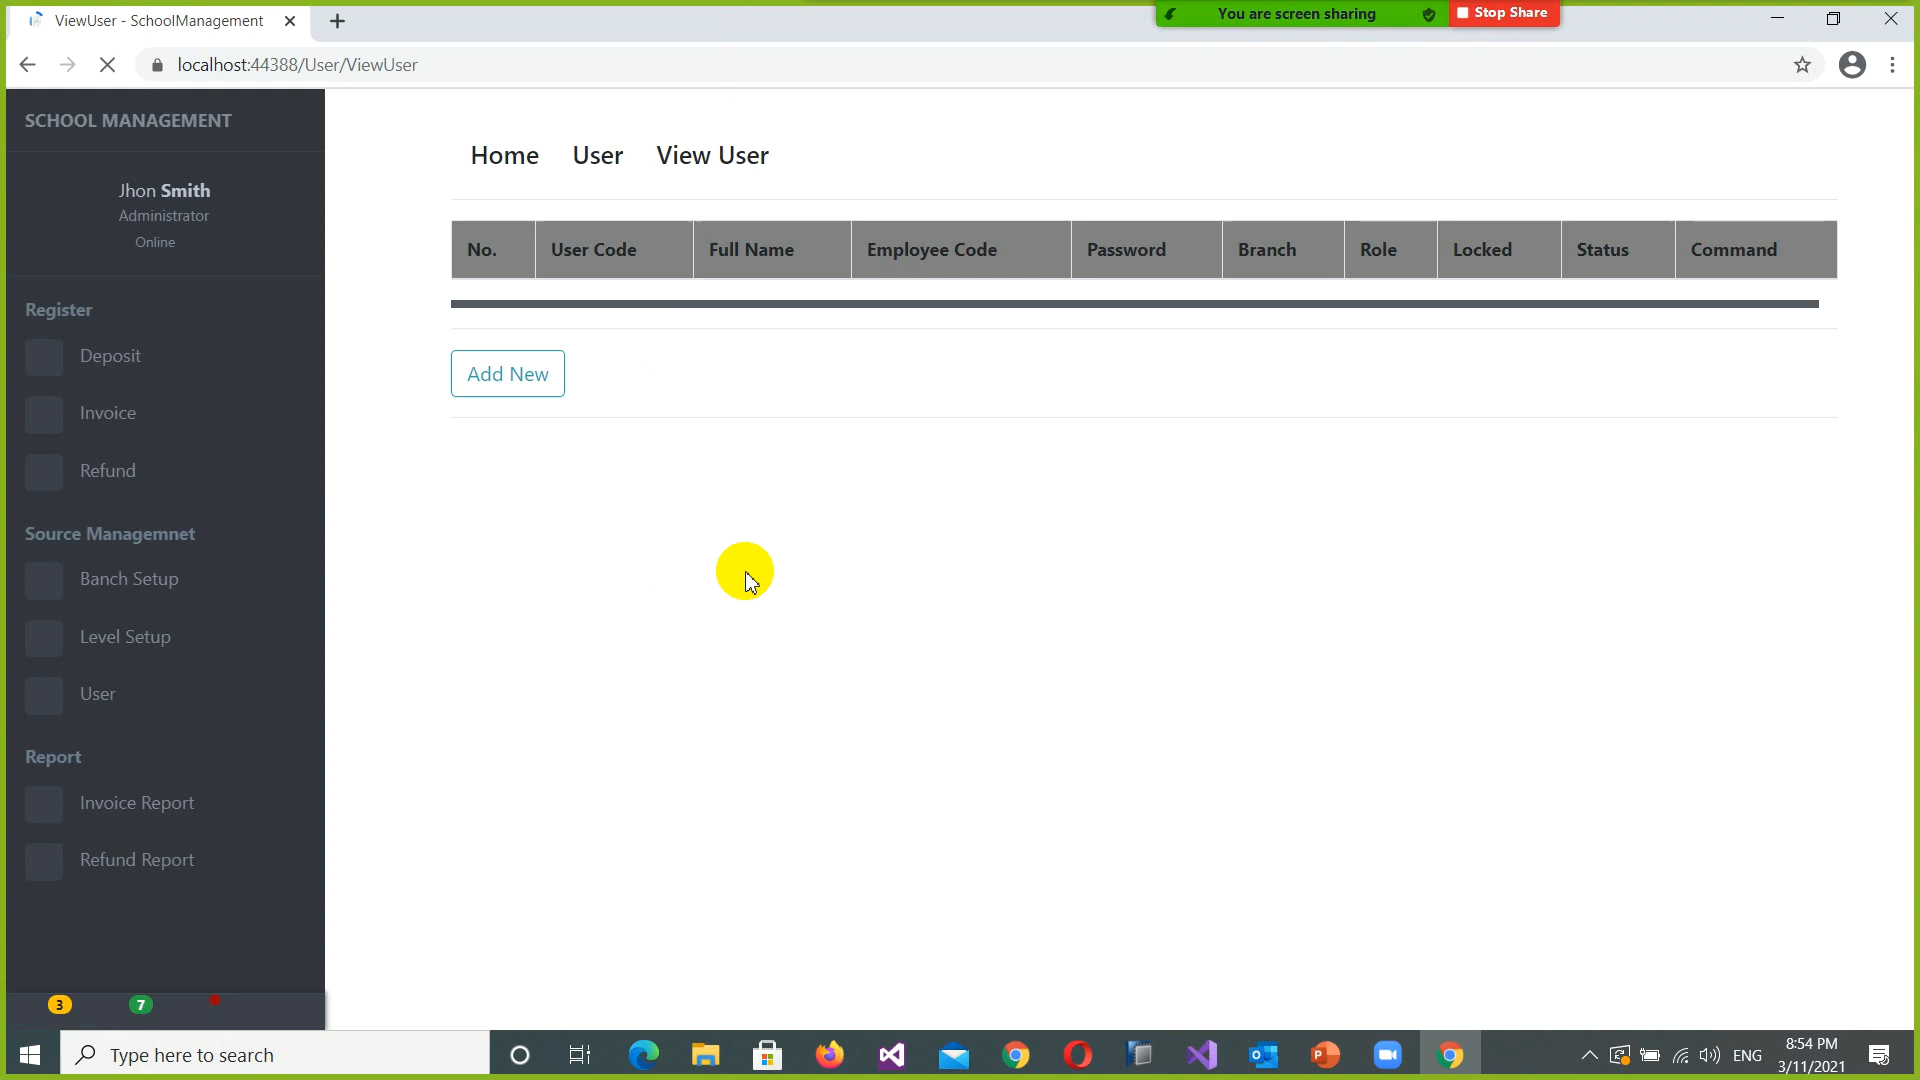 ViewUser - SchoolManagement
You are screen sharing
Stop Share
localhost:44388/User/ViewUser
SCHOOL MANAGEMENT
Jhon Smith
Administrator
Online
Register
Deposit
Invoice
Refund
Source Managemnet
Banch Setup
Level Setup
User
Report
Invoice Report
Refund Report
3 7
Home User View User
No. User Code Full Name Employee Code Password Branch Role Locked Status Command
Add New
Type here to search
ENG
8:54 PM
3/11/2021